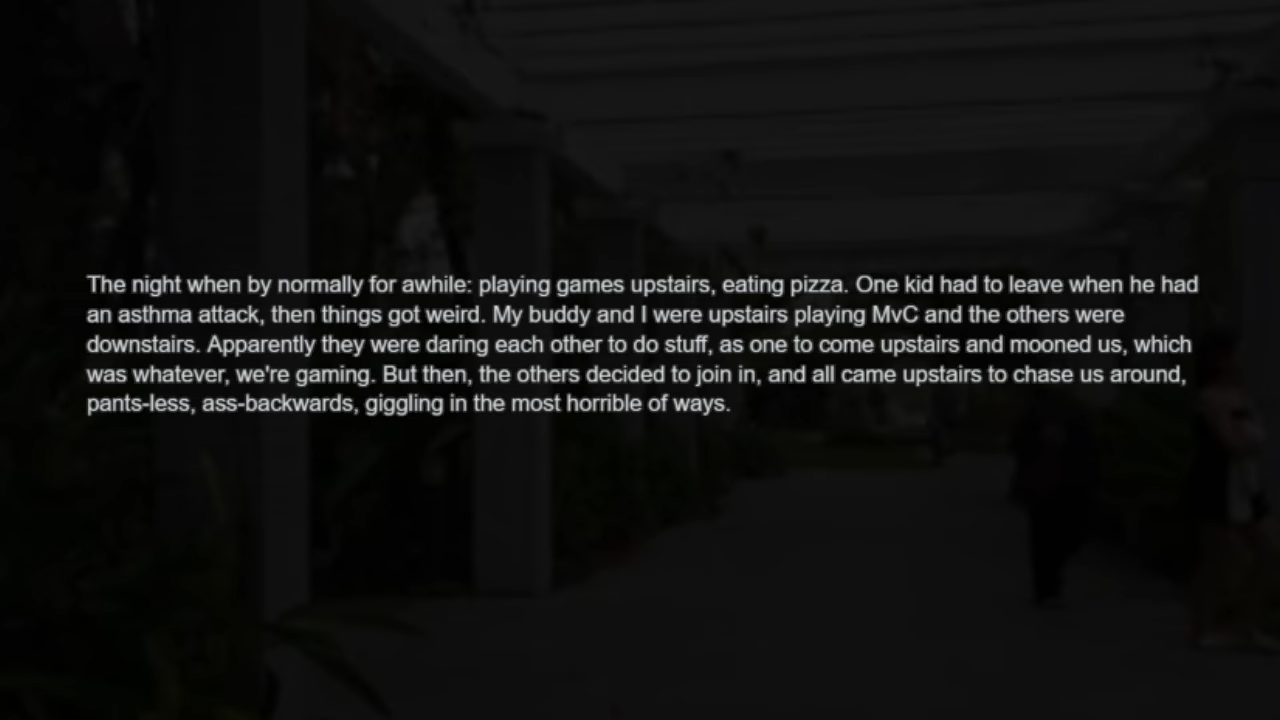 The night when by normally for awhile: playing games upstairs, eating pizza. One kid had to leave when he had
an asthma attack, then things got weird. My buddy and I were upstairs playing MvC and the others were
downstairs. Apparently they were daring each other to do stuff, as one to come upstairs and mooned us, which
was whatever, we're gaming. But then, the others decided to join in, and all came upstairs to chase us around,
pants-less, ass-backwards, giggling in the most horrible of ways.